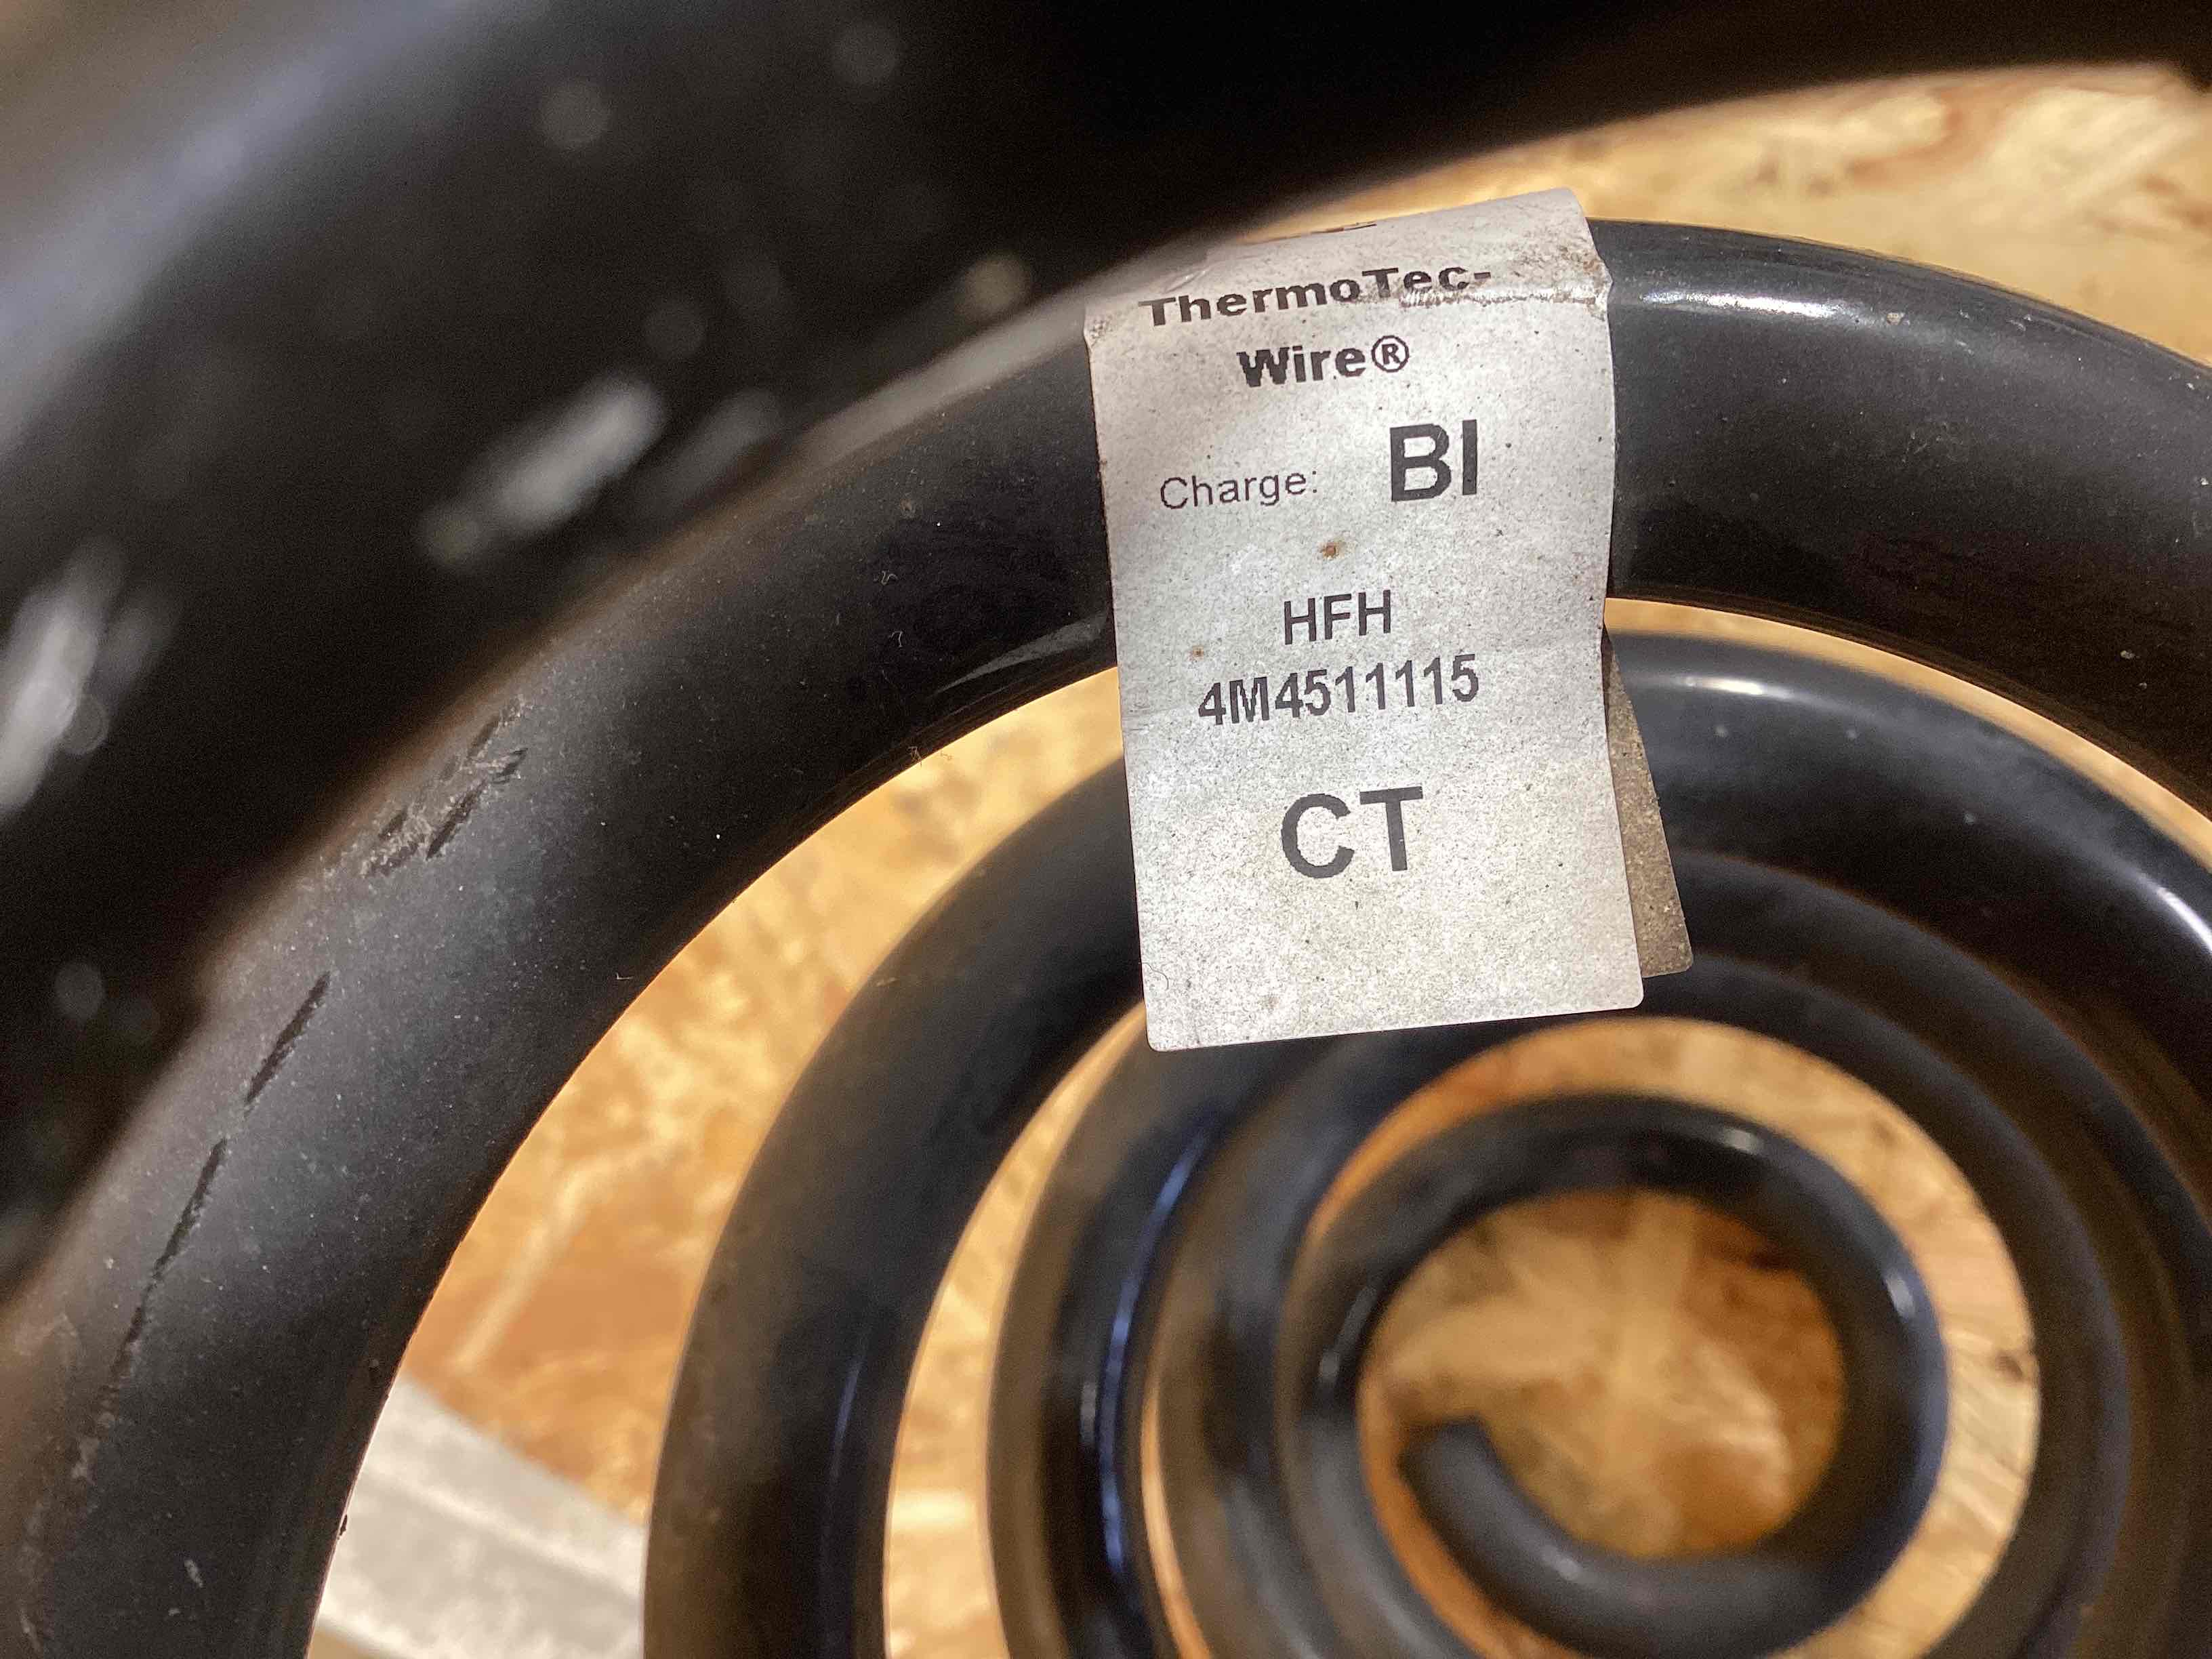 ThermoTec-
Wire®
Charge: BI
HFH
4M4511115
CT